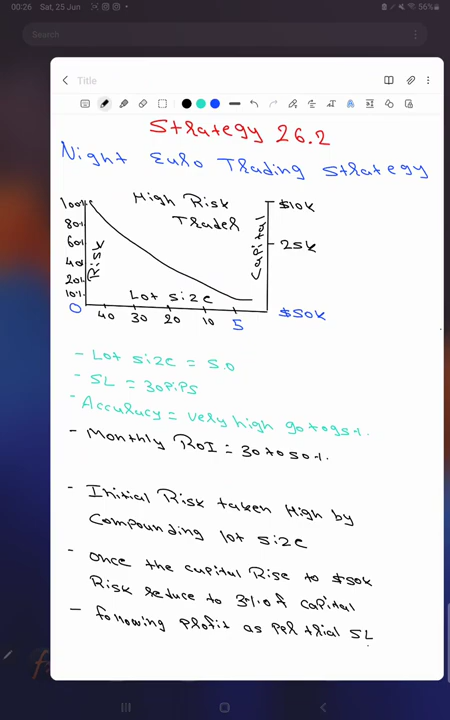 00:26 Sat, 25 Jun 56%
Search
Title
Strategy 26.2
Night Euro Trading Strategy
100% High Risk $10k
80% Trader
60% Risk Capital 25k
40%
20%
10% Lot size
0 40 30 20 10 5 $50k
- Lot size = 5.0
- SL = 30PiPS
- Accurucy = very high 90 to 95%.
- Monthly ROI = 30 to 50%.
- Initial Risk taken High by
Compounding lot size
- once the capital Rise to $50k
Risk reduce to 3% of capital
- following profit as per trial SL